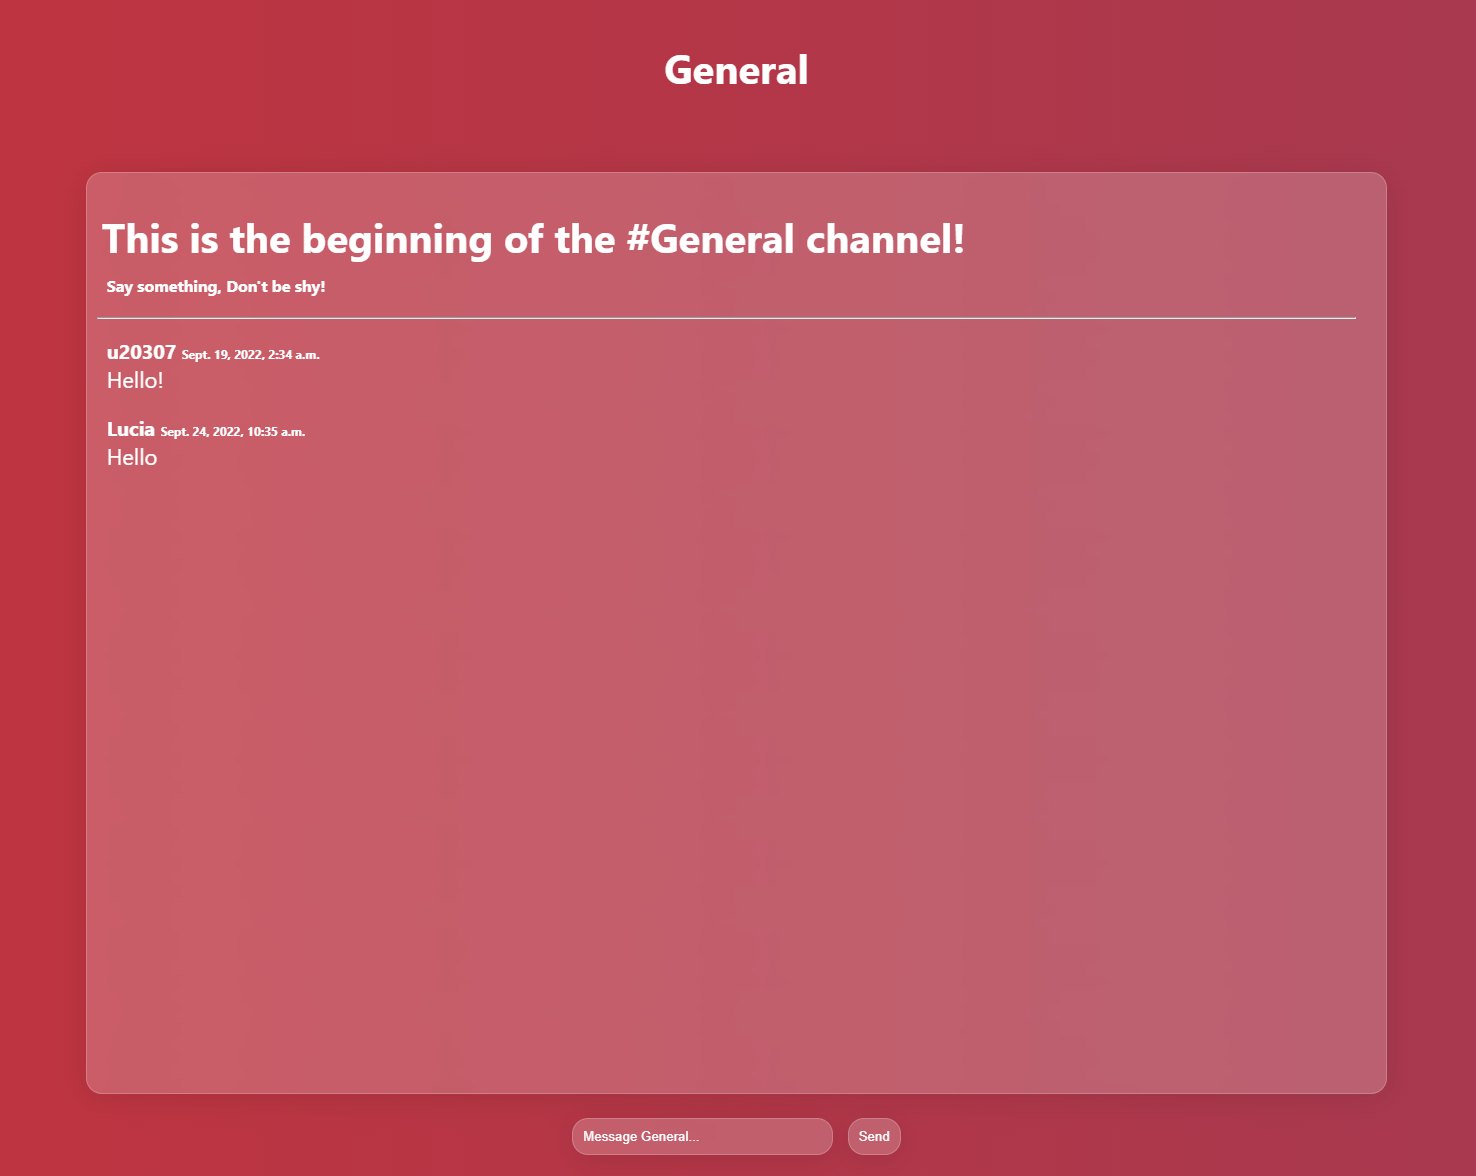 General
This is the beginning of the #General channel!
Say something, Don't be shy!
u20307 Sept. 19, 2022, 2:34 a.m.
Hello!
Lucia Sept. 24, 2022, 10:35 a.m.
Hello
Message General... Send